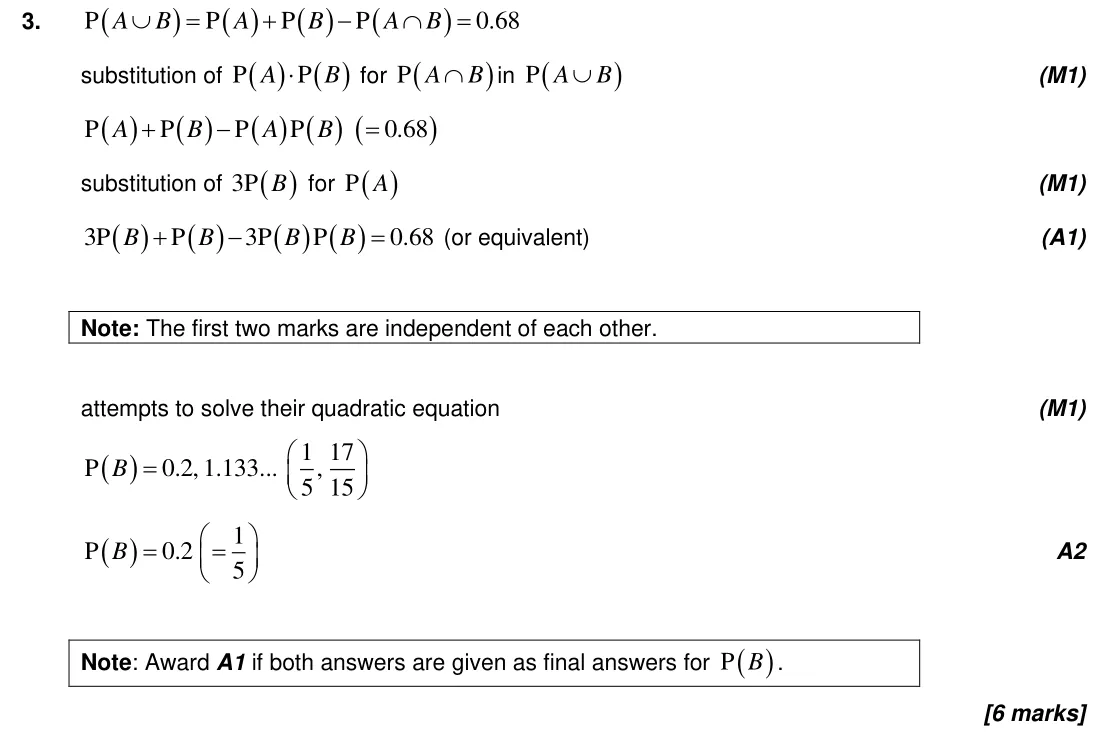 3. P(A∪B)=P(A)+P(B)−P(A∩B)=0.68
substitution of P(A)·P(B) for P(A∩B)in P(A∪B) (M1)
P(A)+P(B)−P(A)P(B) (=0.68)
substitution of 3P(B) for P(A) (M1)
3P(B)+P(B)−3P(B)P(B)=0.68 (or equivalent) (A1)
Note: The first two marks are independent of each other.
attempts to solve their quadratic equation (M1)
P(B)=0.2, 1.133... (1/5, 17/15)
P(B)=0.2 (=1/5) A2
Note: Award A1 if both answers are given as final answers for P(B).
[6 marks]